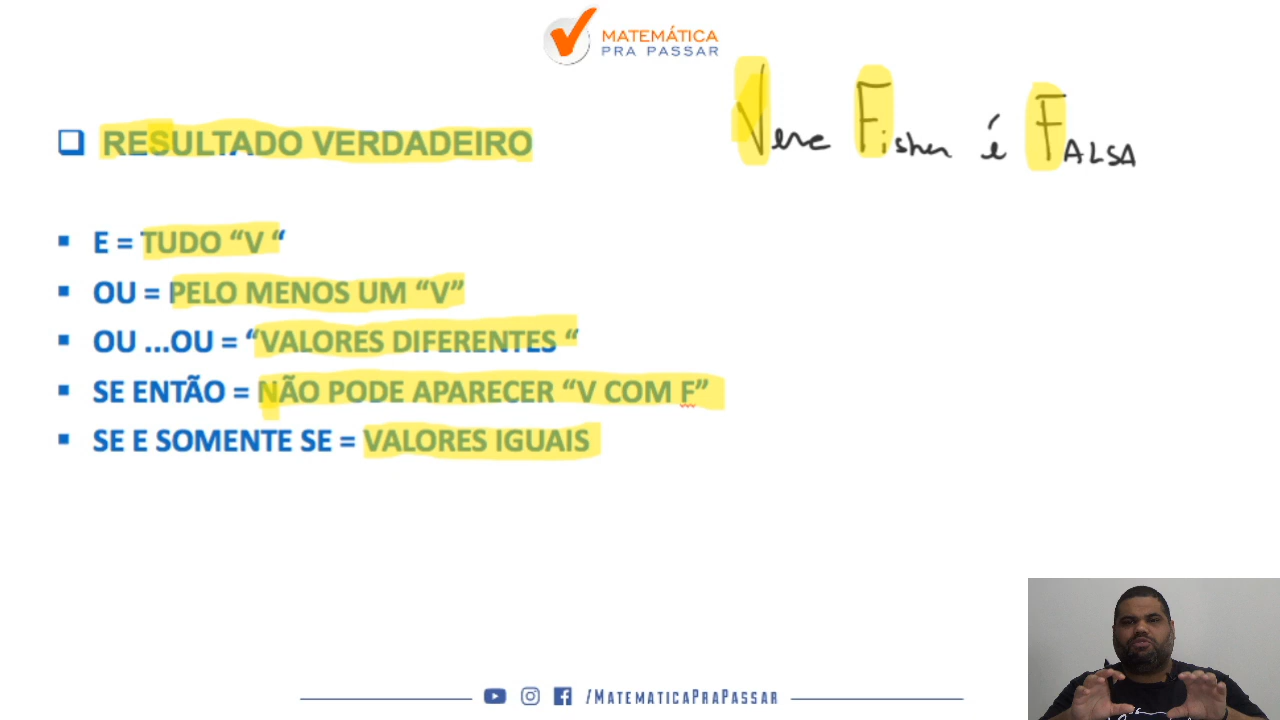 MATEMÁTICA
PRA PASSAR
Vera Fisher é FALSA
RESULTADO VERDADEIRO
E = TUDO “V “
OU = PELO MENOS UM “V”
OU ...OU = “VALORES DIFERENTES “
SE ENTÃO = NÃO PODE APARECER “V COM F”
SE E SOMENTE SE = VALORES IGUAIS
/MATEMATICAPRAPASSAR